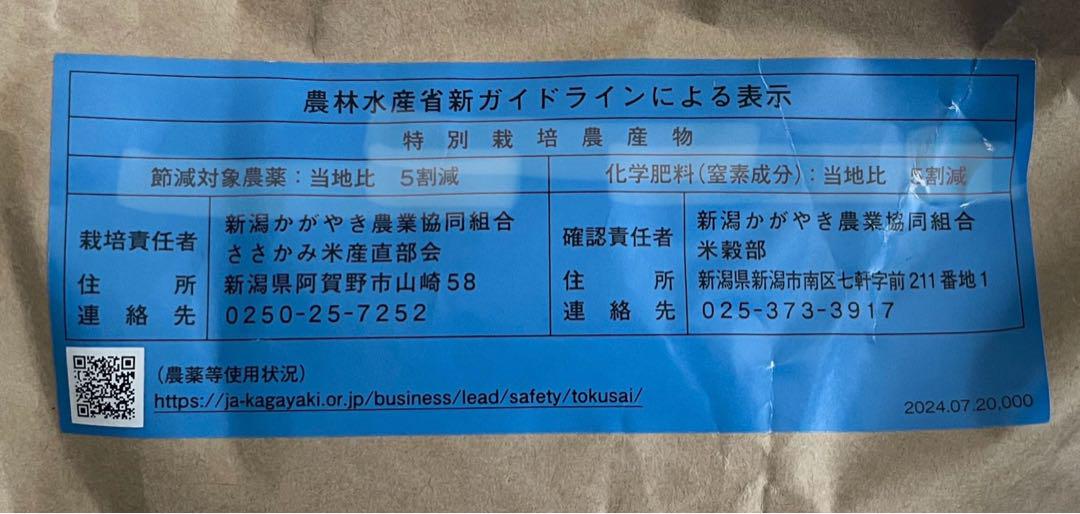 農林水産省新ガイドラインによる表示
特別栽培農産物
節減対象農薬:当地比 5割減
化学肥料(窒素成分):当地比 割減
栽培責任者
新潟かがやき農業協同組合
ささかみ米産直部会
住所
新潟県阿賀野市山崎58
連絡先
0250-25-7252
確認責任者
新潟かがやき農業協同組合
米穀部
住所
新潟県新潟市南区七軒字前211番地1
連絡先
025-373-3917
(農薬等使用状況)
https://ja-kagayaki.or.jp/business/lead/safety/tokusai/
2024.07.20,000